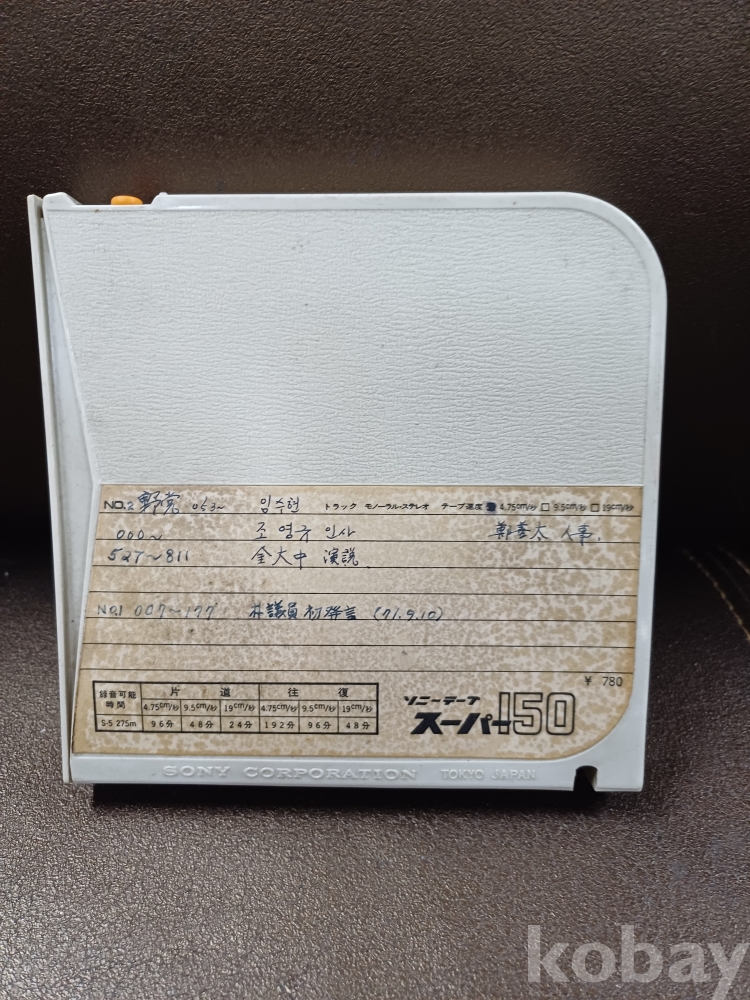 NO.2 野党 053~ 임수현 トラック モノーラル・ステレオ テープ速度 4.75cm/秒 9.5cm/秒 19cm/秒
000~ 조영규 인사 鄭善太 人事.
527~811 金大中 演説
NO.1 007~177 朴議員 初發言 (71.9.10)
¥ 780
録音可能時間 片道 往復
4.75cm/秒 9.5cm/秒 19cm/秒 4.75cm/秒 9.5cm/秒 19cm/秒
S-5 275m 96分 48分 24分 192分 96分 48分
ソニーテープ
スーパー150
SONY CORPORATION TOKYO JAPAN
kobay